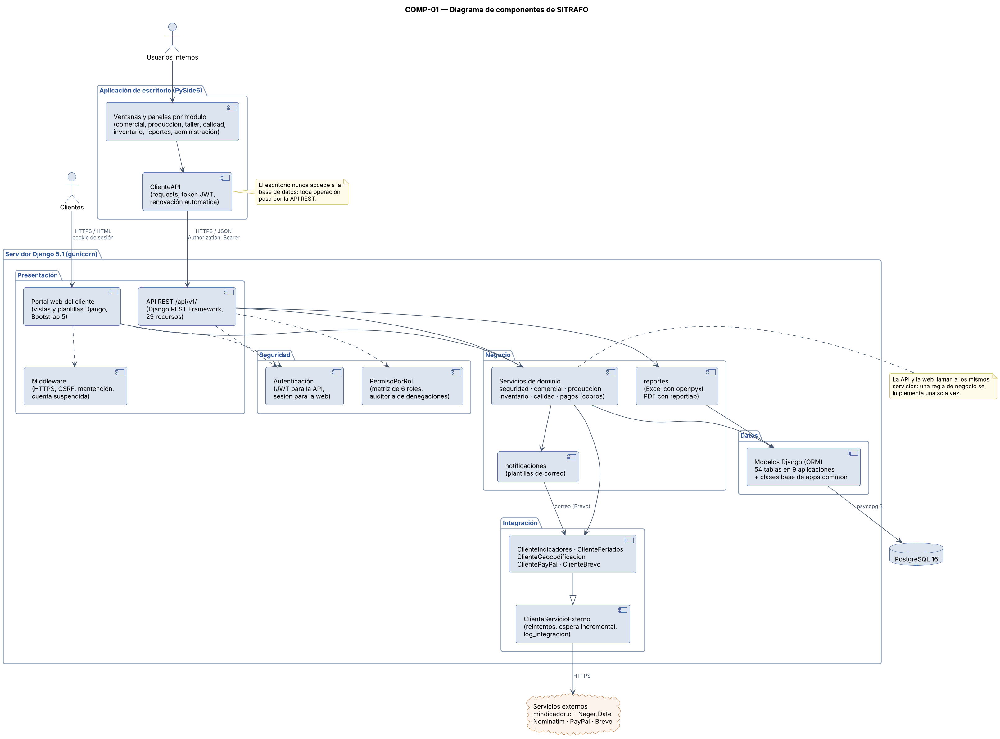 COMP-01 — Diagrama de componentes de SITRAFO
Usuarios internos
Aplicación de escritorio (PySide6)
Ventanas y paneles por módulo
(comercial, producción, taller, calidad,
inventario, reportes, administración)
ClienteAPI
(requests, token JWT,
renovación automática)
El escritorio nunca accede a la
base de datos: toda operación
pasa por la API REST.
Clientes
HTTPS / HTML
cookie de sesión
HTTPS / JSON
Authorization: Bearer
Servidor Django 5.1 (gunicorn)
Presentación
Portal web del cliente
(vistas y plantillas Django,
Bootstrap 5)
API REST /api/v1/
(Django REST Framework,
29 recursos)
Middleware
(HTTPS, CSRF, mantención,
cuenta suspendida)
Seguridad
Autenticación
(JWT para la API,
sesión para la web)
PermisoPorRol
(matriz de 6 roles,
auditoría de denegaciones)
Negocio
Servicios de dominio
seguridad · comercial · produccion
inventario · calidad · pagos (cobros)
reportes
(Excel con openpyxl,
PDF con reportlab)
La API y la web llaman a los mismos
servicios: una regla de negocio se
implementa una sola vez.
notificaciones
(plantillas de correo)
Datos
Modelos Django (ORM)
54 tablas en 9 aplicaciones
+ clases base de apps.common
correo (Brevo)
psycopg 3
Integración
ClienteIndicadores · ClienteFeriados
ClienteGeocodificacion
ClientePayPal · ClienteBrevo
PostgreSQL 16
ClienteServicioExterno
(reintentos, espera incremental,
log_integracion)
HTTPS
Servicios externos
mindicador.cl · Nager.Date
Nominatim · PayPal · Brevo